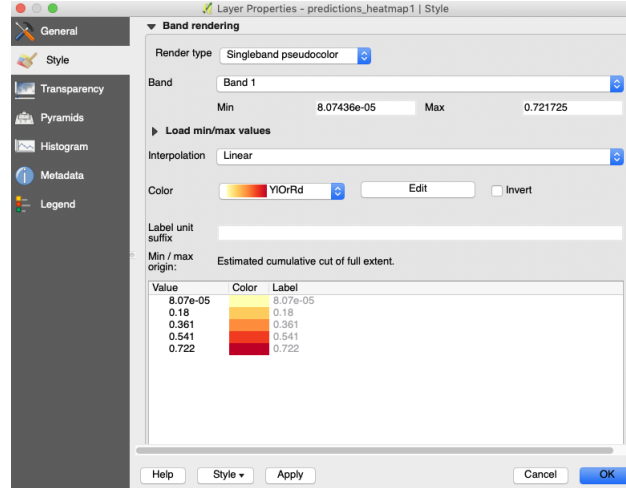 Layer Properties - predictions_heatmap1 | Style
General
Style
Transparency
Pyramids
Histogram
Metadata
Legend
Band rendering
Render type Singleband pseudocolor
Band Band 1
Min 8.07436e-05 Max 0.721725
Load min/max values
Interpolation Linear
Color YlOrRd Edit Invert
Label unit
suffix
Min / max
origin: Estimated cumulative cut of full extent.
Value Color Label
8.07e-05 8.07e-05
0.18 0.18
0.361 0.361
0.541 0.541
0.722 0.722
Help Style Apply Cancel OK